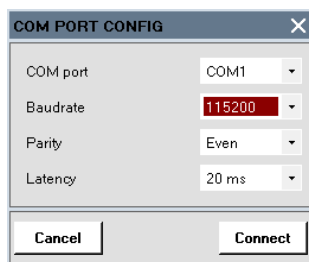 COM PORT CONFIG
COM port COM1
Baudrate 115200
Parity Even
Latency 20 ms
Cancel Connect